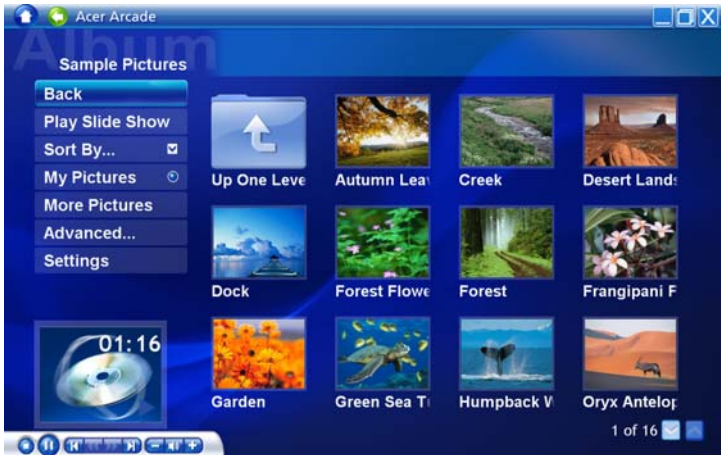 Acer Arcade
Album
Sample Pictures
Back
Play Slide Show
Sort By...
My Pictures
More Pictures
Advanced...
Settings
Up One Leve
Autumn Lea
Creek
Desert Lands
Dock
Forest Flowe
Forest
Frangipani F
Garden
Green Sea T
Humpback W
Oryx Antelop
01:16
1 of 16